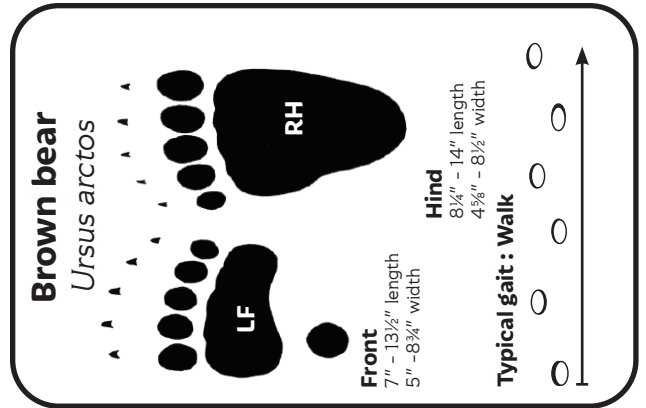 Brown bear
Ursus arctos
LF
RH
Front
7” – 13½” length
5” -8¾” width
Hind
8¼” – 14” length
4⅝” – 8½” width
Typical gait : Walk